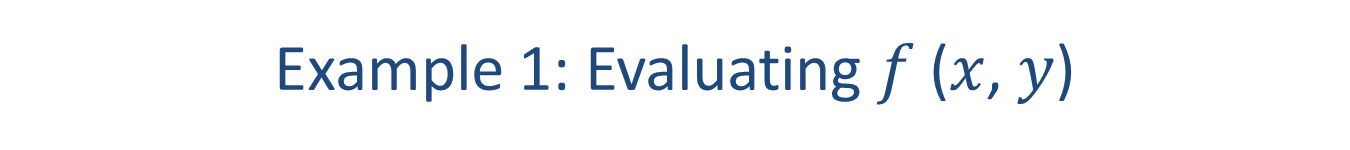 Example 1: Evaluating f (x, y)